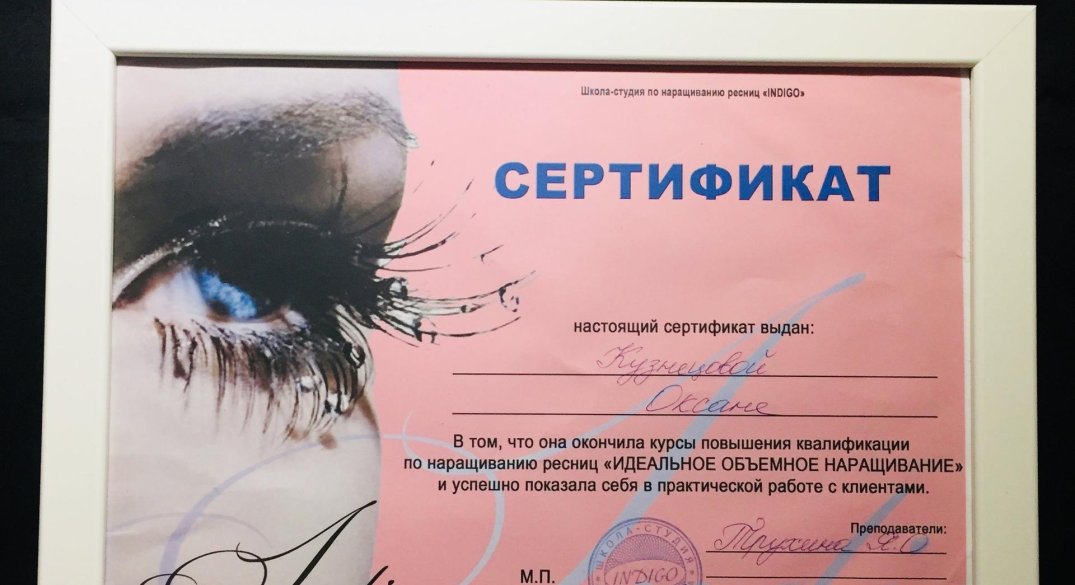 Школа-студия по наращиванию ресниц «INDIGO»
СЕРТИФИКАТ
настоящий сертификат выдан:
Кузнецовой
Оксане
В том, что она окончила курсы повышения квалификации
по наращиванию ресниц «ИДЕАЛЬНОЕ ОБЪЕМНОЕ НАРАЩИВАНИЕ»
и успешно показала себя в практической работе с клиентами.
Преподаватели:
Трухина
М.П.
ШКОЛА-СТУДИЯ
INDIGO